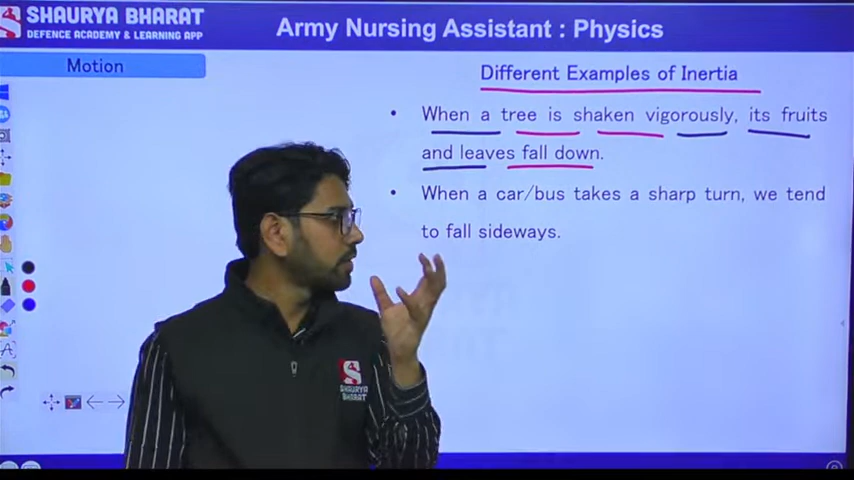 SHAURYA BHARAT
DEFENCE ACADEMY & LEARNING APP
Army Nursing Assistant : Physics
Motion
Different Examples of Inertia
• When a tree is shaken vigorously, its fruits
and leaves fall down.
• When a car/bus takes a sharp turn, we tend
to fall sideways.
SHAURYA
BHARAT